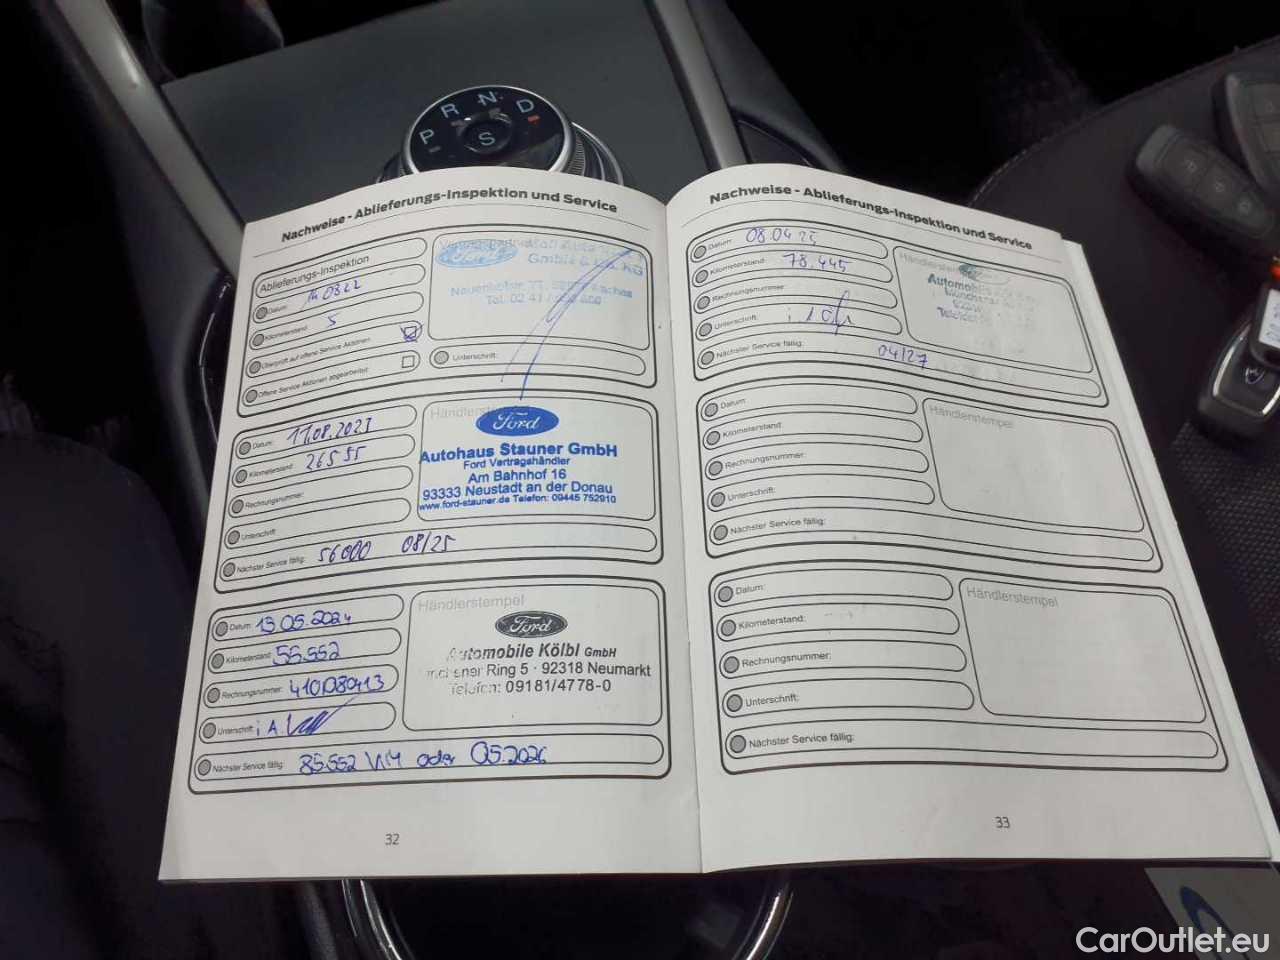 P R N D
S
Nachweise - Ablieferungs-Inspektion und Service
Ablieferungs-Inspektion
Datum:
Kilometerstand: 5
Überprüft auf offene Service Aktionen
Offene Service Aktionen abgearbeitet:
Ford
GmbH & Co. KG
Unterschrift:
Datum: 11.08.2023
Kilometerstand: 26555
Rechnungsnummer:
Unterschrift:
Nächster Service fällig: 56000 08/25
Ford
Autohaus Stauner GmbH
Ford Vertragshändler
Am Bahnhof 16
93333 Neustadt an der Donau
www.ford-stauner.de Telefon: 09445 752910
Datum: 13.05.2024
Kilometerstand: 55.552
Rechnungsnummer:
Unterschrift: i.A.
Nächster Service fällig: 85.552 KM oder 05.2026
Händlerstempel
Ford
Automobile Kölbl GmbH
Ring 5 · 92318 Neumarkt
Telefon: 09181/4778-0
32
Nachweise - Ablieferungs-Inspektion und Service
Datum: 08.04.25
Kilometerstand: 78.445
Rechnungsnummer:
Unterschrift:
Nächster Service fällig: 04/27
Automobile
Datum:
Kilometerstand:
Rechnungsnummer:
Unterschrift:
Nächster Service fällig:
Händlerstempel
Datum:
Kilometerstand:
Rechnungsnummer:
Unterschrift:
Nächster Service fällig:
Händlerstempel
33
CarOutlet.eu